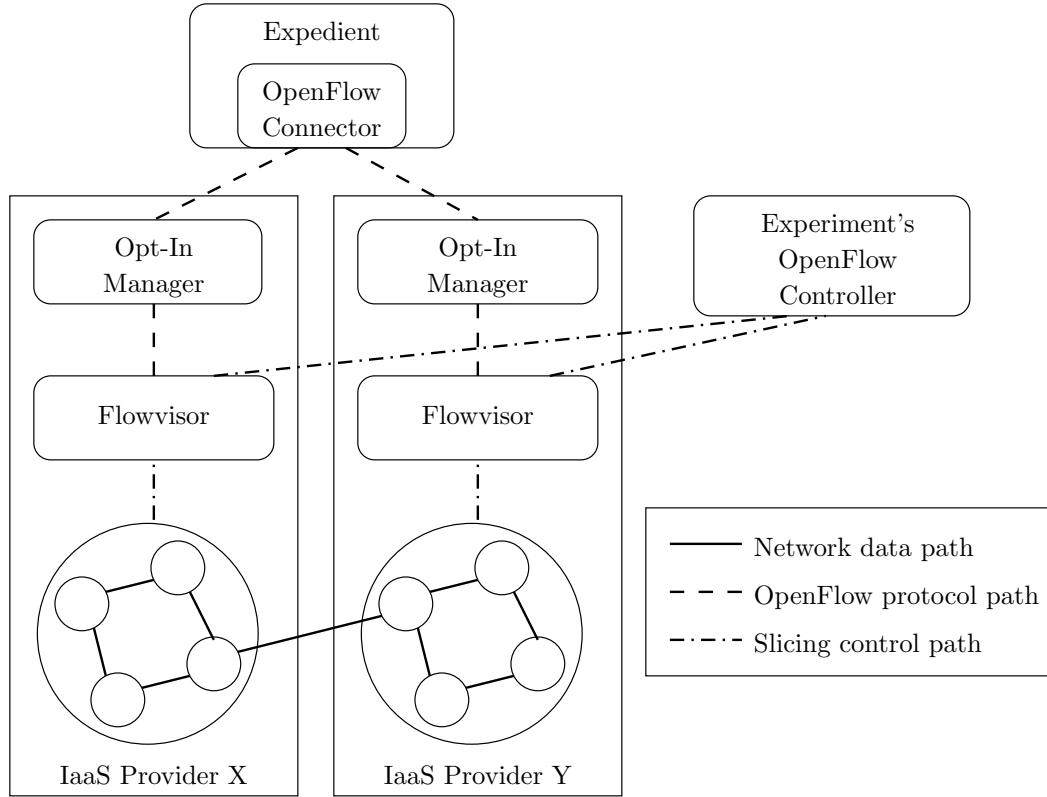 Expedient
OpenFlow
Connector
Opt-In
Manager
Opt-In
Manager
Experiment's
OpenFlow
Controller
Flowvisor
Flowvisor
Network data path
OpenFlow protocol path
Slicing control path
IaaS Provider X
IaaS Provider Y